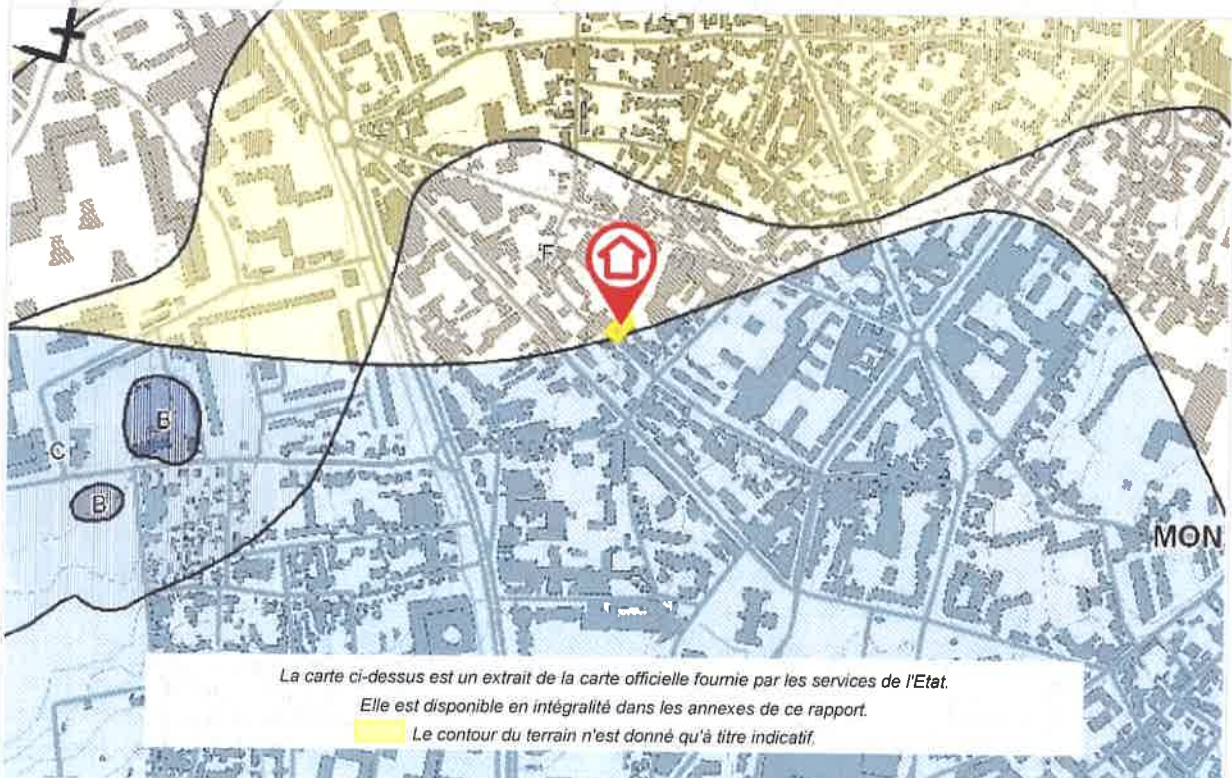 F
B
C
B
MON
La carte ci-dessus est un extrait de la carte officielle fournie par les services de l'Etat.
Elle est disponible en intégralité dans les annexes de ce rapport.
Le contour du terrain n'est donné qu'à titre indicatif.